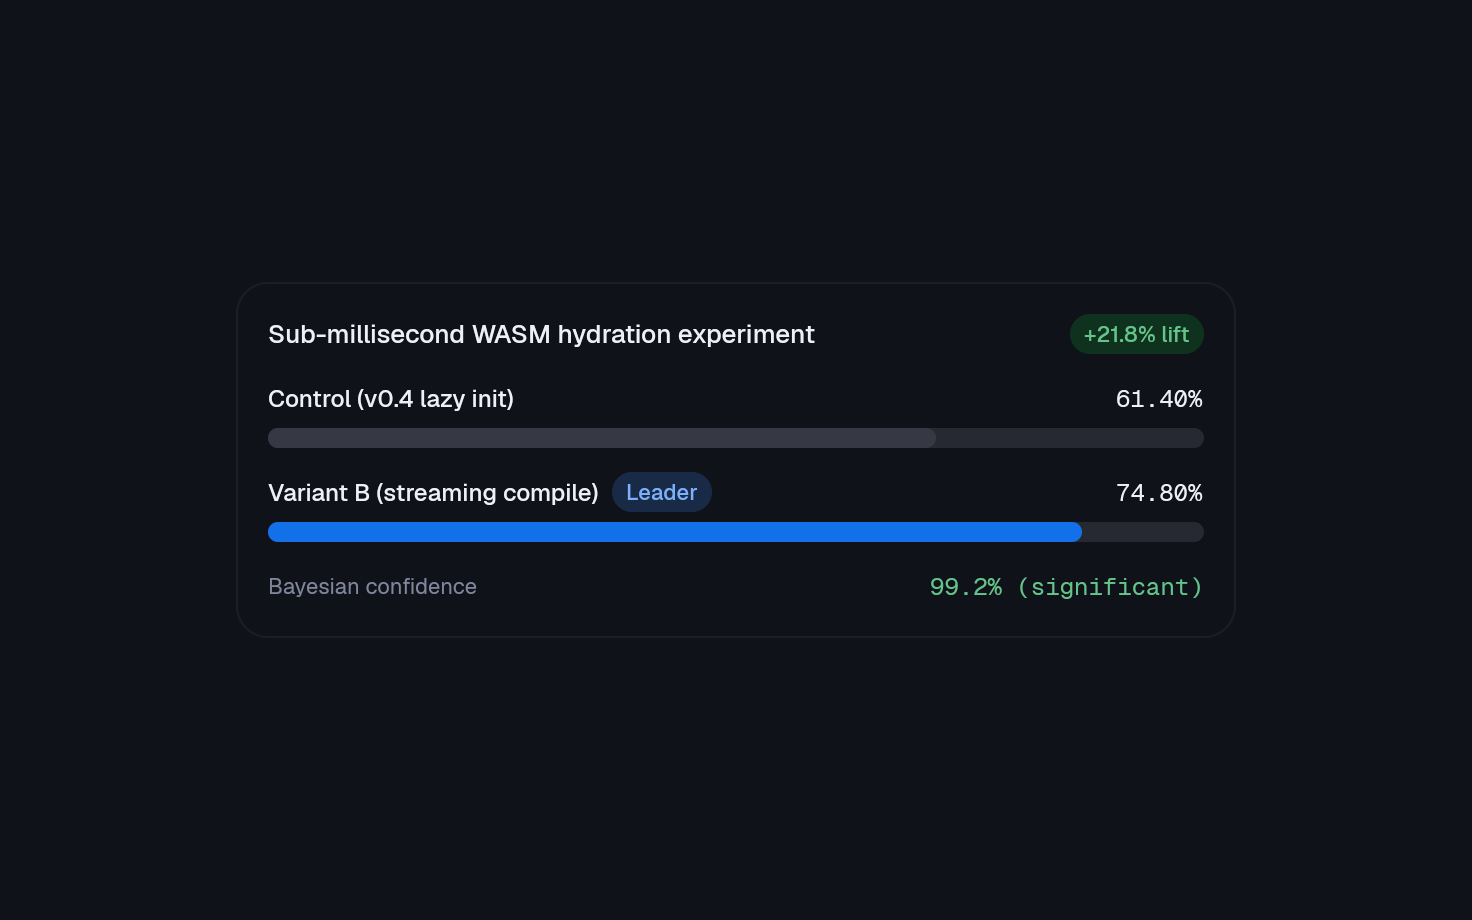 Sub-millisecond WASM hydration experiment +21.8% lift
Control (v0.4 lazy init) 61.40%
Variant B (streaming compile) Leader 74.80%
Bayesian confidence 99.2% (significant)